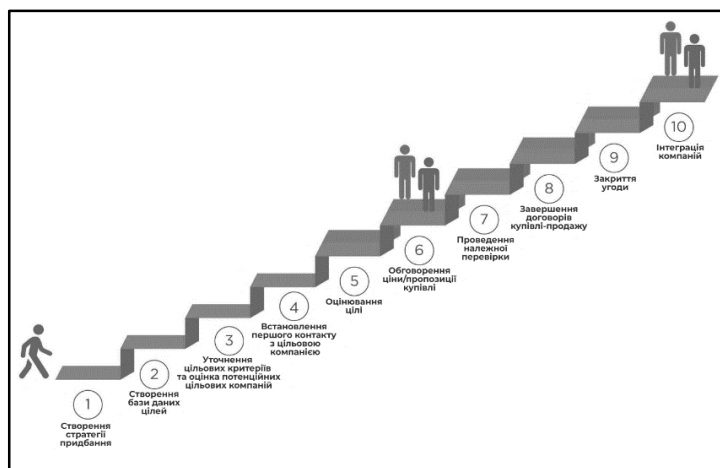 1
Створення
стратегії
придбання
2
Створення
бази даних
цілей
3
Уточнення
цільових критеріїв
та оцінка потенційних
цільових компаній
4
Встановлення
першого контакту
з цільовою
компанією
5
Оцінювання
цілі
6
Обговорення
ціни/пропозиції
купівлі
7
Проведення
належної
перевірки
8
Завершення
договорів
купівлі-продажу
9
Закриття
угоди
10
Інтеграція
компаній